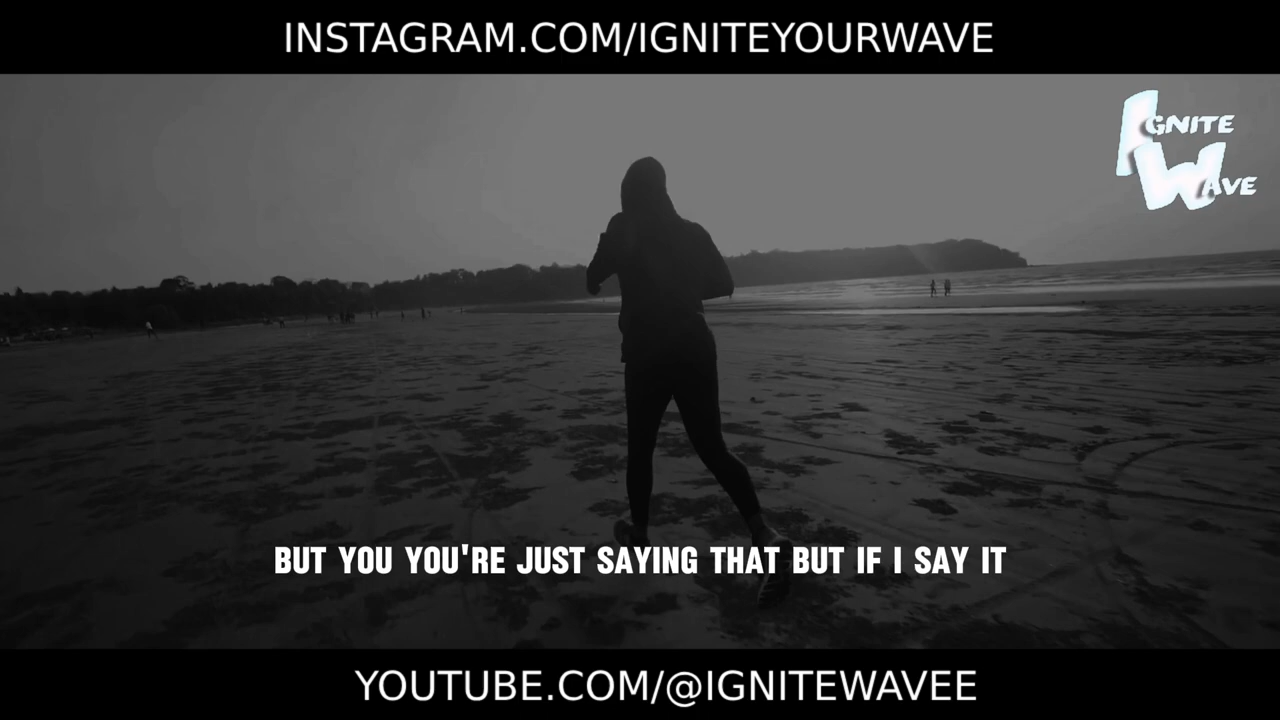 INSTAGRAM.COM/IGNITEYOURWAVE
IGNITE
WAVE
BUT YOU YOU'RE JUST SAYING THAT BUT IF I SAY IT
YOUTUBE.COM/@IGNITEWAVEE